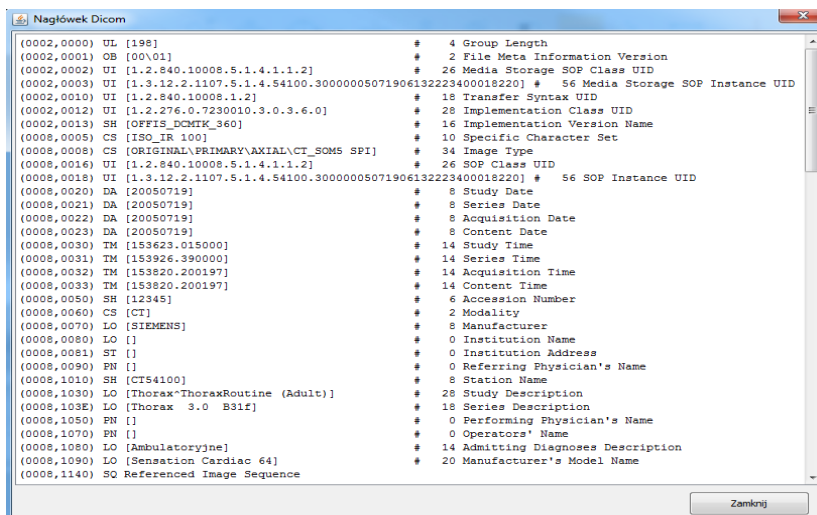 Nagłówek Dicom
(0002,0000) UL [198] # 4 Group Length
(0002,0001) OB [00\01] # 2 File Meta Information Version
(0002,0002) UI [1.2.840.10008.5.1.4.1.1.2] # 26 Media Storage SOP Class UID
(0002,0003) UI [1.3.12.2.1107.5.1.4.54100.30000005071906132223400018220] # 56 Media Storage SOP Instance UID
(0002,0010) UI [1.2.840.10008.1.2] # 18 Transfer Syntax UID
(0002,0012) UI [1.2.276.0.7230010.3.0.3.6.0] # 28 Implementation Class UID
(0002,0013) SH [OFFIS_DCMTK_360] # 16 Implementation Version Name
(0008,0005) CS [ISO_IR 100] # 10 Specific Character Set
(0008,0008) CS [ORIGINAL\PRIMARY\AXIAL\CT_SOM5 SPI] # 34 Image Type
(0008,0016) UI [1.2.840.10008.5.1.4.1.1.2] # 26 SOP Class UID
(0008,0018) UI [1.3.12.2.1107.5.1.4.54100.30000005071906132223400018220] # 56 SOP Instance UID
(0008,0020) DA [20050719] # 8 Study Date
(0008,0021) DA [20050719] # 8 Series Date
(0008,0022) DA [20050719] # 8 Acquisition Date
(0008,0023) DA [20050719] # 8 Content Date
(0008,0030) TM [153623.015000] # 14 Study Time
(0008,0031) TM [153926.390000] # 14 Series Time
(0008,0032) TM [153820.200197] # 14 Acquisition Time
(0008,0033) TM [153820.200197] # 14 Content Time
(0008,0050) SH [12345] # 6 Accession Number
(0008,0060) CS [CT] # 2 Modality
(0008,0070) LO [SIEMENS] # 8 Manufacturer
(0008,0080) LO [] # 0 Institution Name
(0008,0081) ST [] # 0 Institution Address
(0008,0090) PN [] # 0 Referring Physician's Name
(0008,1010) SH [CT54100] # 8 Station Name
(0008,1030) LO [Thorax^ThoraxRoutine (Adult)] # 28 Study Description
(0008,103E) LO [Thorax 3.0 B31f] # 18 Series Description
(0008,1050) PN [] # 0 Performing Physician's Name
(0008,1070) PN [] # 0 Operators' Name
(0008,1080) LO [Ambulatoryjne] # 14 Admitting Diagnoses Description
(0008,1090) LO [Sensation Cardiac 64] # 20 Manufacturer's Model Name
(0008,1140) SQ Referenced Image Sequence
Zamknij